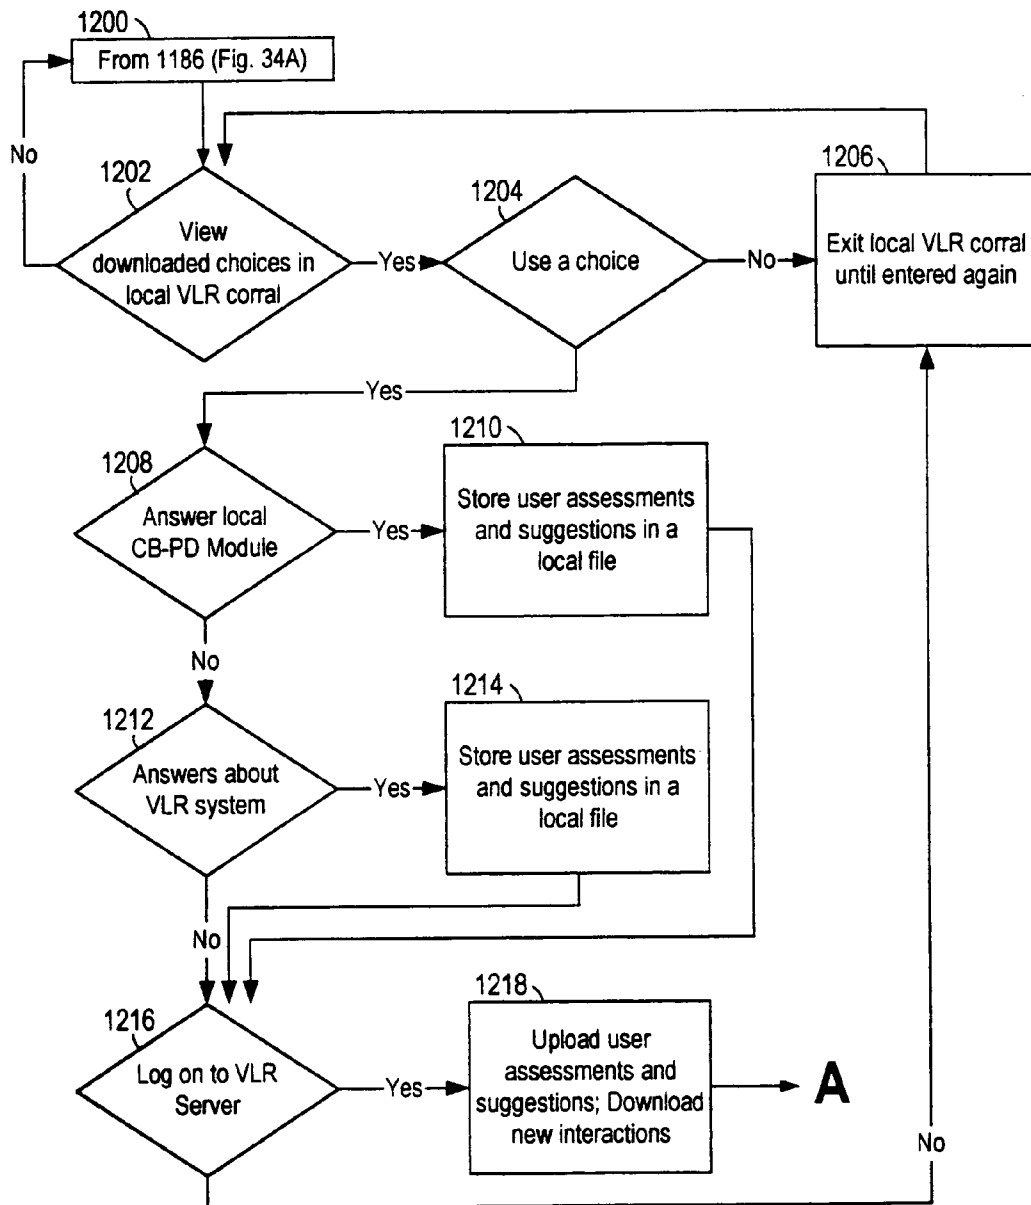 1200
From 1186 (Fig. 34A)
No
1202
View
downloaded choices in
local VLR corral
Yes
1204
Use a choice
No
1206
Exit local VLR corral
until entered again
Yes
1208
Answer local
CB-PD Module
Yes
1210
Store user assessments
and suggestions in a
local file
No
1212
Answers about
VLR system
Yes
1214
Store user assessments
and suggestions in a
local file
No
1216
Log on to VLR
Server
Yes
1218
Upload user
assessments and
suggestions; Download
new interactions
A
No